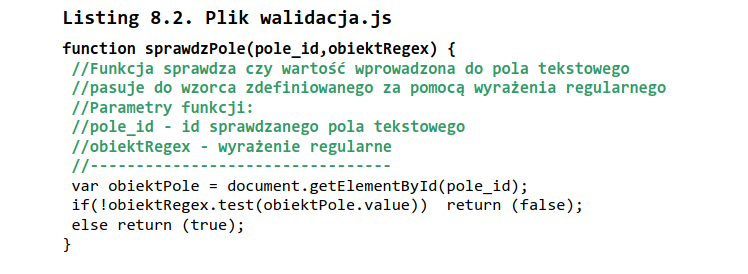 Listing 8.2. Plik walidacja.js
function sprawdzPole(pole_id,obiektRegex) {
//Funkcja sprawdza czy wartość wprowadzona do pola tekstowego
//pasuje do wzorca zdefiniowanego za pomocą wyrażenia regularnego
//Parametry funkcji:
//pole_id - id sprawdzanego pola tekstowego
//obiektRegex - wyrażenie regularne
//---------------------------------
var obiektPole = document.getElementById(pole_id);
if(!obiektRegex.test(obiektPole.value))  return (false);
else return (true);
}